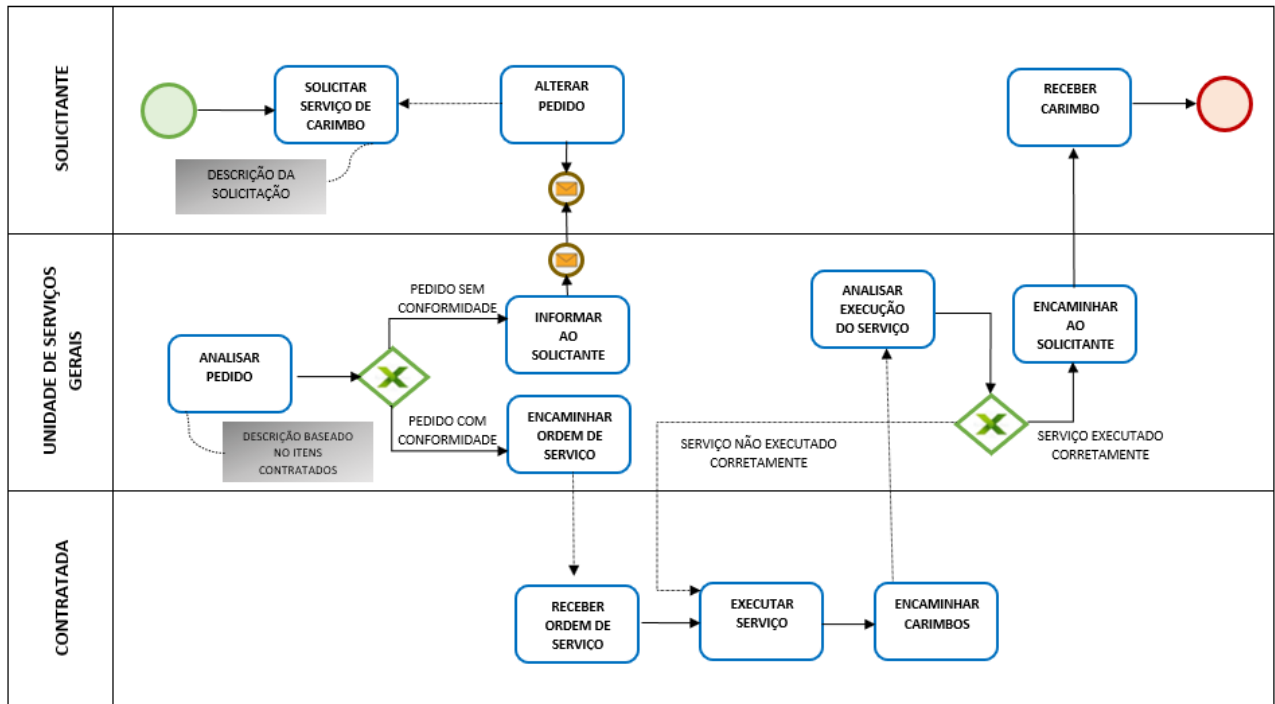 SOLICITANTE
SOLICITAR
SERVIÇO DE
CARIMBO
ALTERAR
PEDIDO
RECEBER
CARIMBO
DESCRIÇÃO DA
SOLICITAÇÃO
UNIDADE DE SERVIÇOS
GERAIS
ANALISAR
PEDIDO
DESCRIÇÃO BASEADO
NO ITENS
CONTRATADOS
PEDIDO SEM
CONFORMIDADE
INFORMAR
AO
SOLICTANTE
PEDIDO COM
CONFORMIDADE
ENCAMINHAR
ORDEM DE
SERVIÇO
ANALISAR
EXECUÇÃO
DO SERVIÇO
ENCAMINHAR
AO
SOLICITANTE
SERVIÇO NÃO EXECUTADO
CORRETAMENTE
SERVIÇO EXECUTADO
CORRETAMENTE
CONTRATADA
RECEBER
ORDEM DE
SERVIÇO
EXECUTAR
SERVIÇO
ENCAMINHAR
CARIMBOS